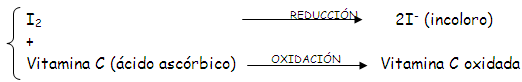 I₂ REDUCCIÓN 2I⁻ (incoloro)
+
Vitamina C (ácido ascórbico) OXIDACIÓN Vitamina C oxidada